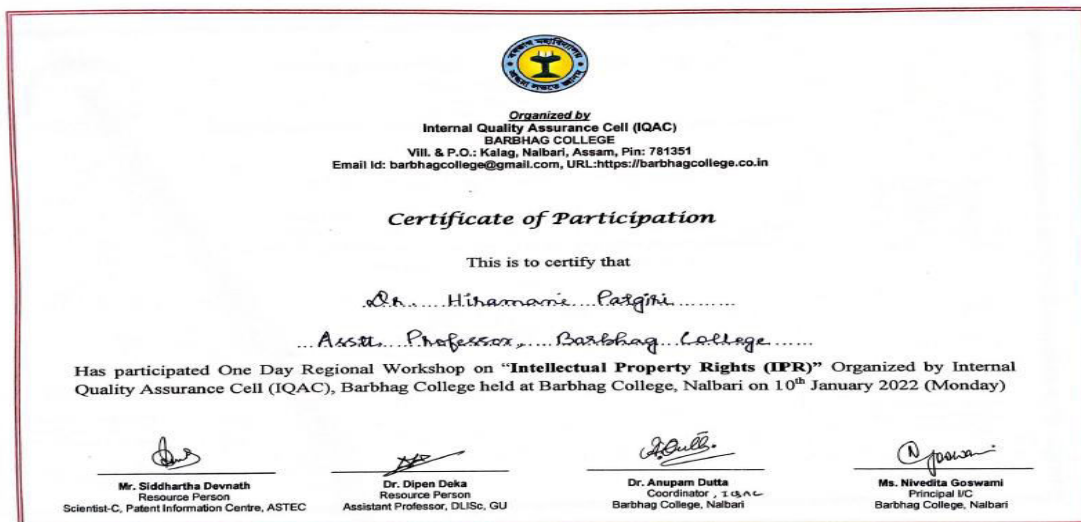 Organized by
Internal Quality Assurance Cell (IQAC)
BARBHAG COLLEGE
Vill. & P.O.: Kalag, Nalbari, Assam, Pin: 781351
Email Id: barbhagcollege@gmail.com, URL:https://barbhagcollege.co.in
Certificate of Participation
This is to certify that
Dr. Hiramani Patgiri
Asstt. Professor, Barbhag College
Has participated One Day Regional Workshop on “Intellectual Property Rights (IPR)” Organized by Internal
Quality Assurance Cell (IQAC), Barbhag College held at Barbhag College, Nalbari on 10th January 2022 (Monday)
Mr. Siddhartha Devnath
Resource Person
Scientist-C, Patent Information Centre, ASTEC
Dr. Dipen Deka
Resource Person
Assistant Professor, DLISc, GU
Dr. Anupam Dutta
Coordinator, IQAC
Barbhag College, Nalbari
Ms. Nivedita Goswami
Principal I/C
Barbhag College, Nalbari